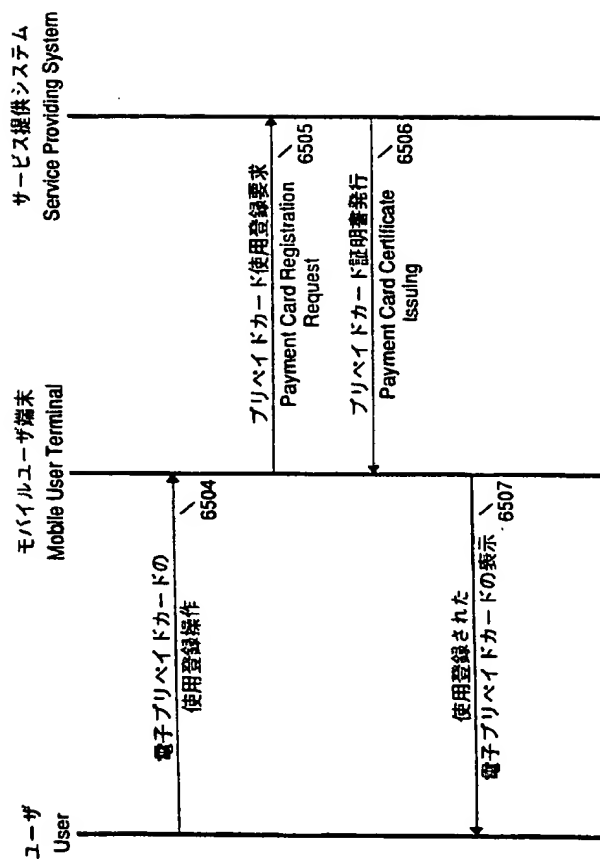 ユーザ
User
モバイルユーザ端末
Mobile User Terminal
サービス提供システム
Service Providing System
電子プリペイドカードの
使用登録操作
6504
プリペイドカード使用登録要求
Payment Card Registration
Request
6505
プリペイドカード証明書発行
Payment Card Certificate
Issuing
6506
使用登録された
電子プリペイドカードの表示
6507